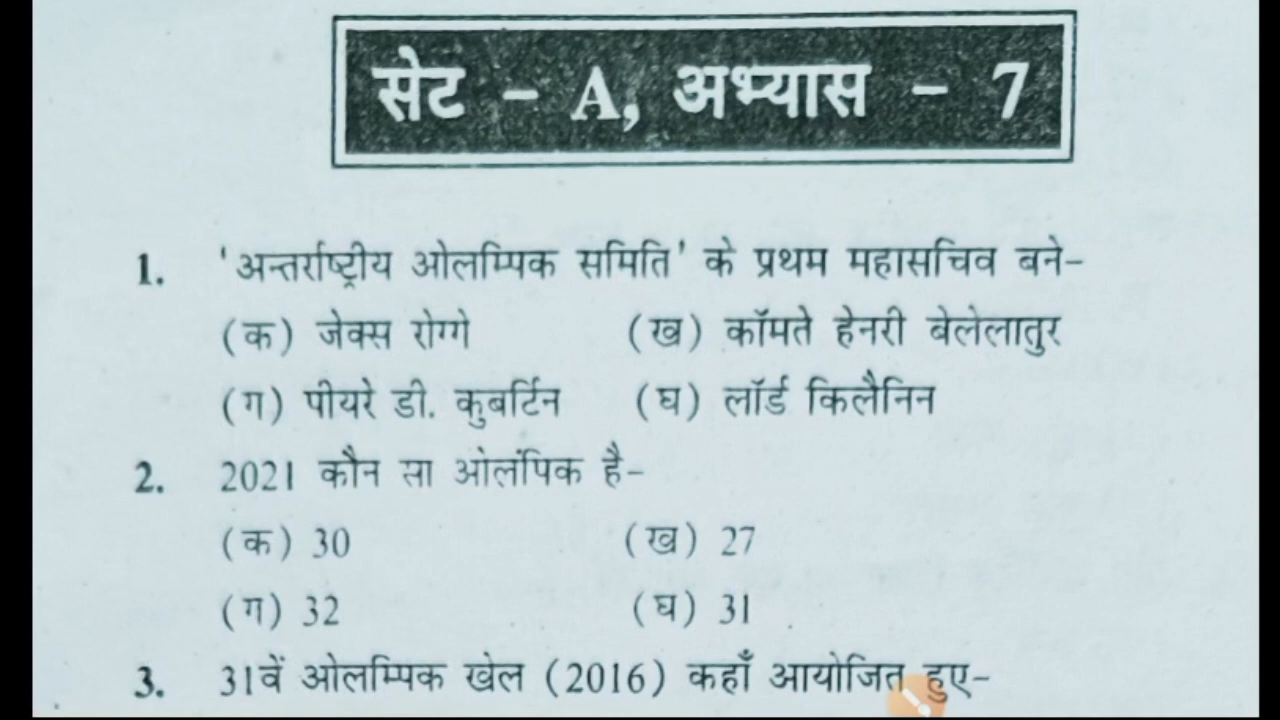 सेट - A, अभ्यास - 7
1. 'अन्तर्राष्ट्रीय ओलम्पिक समिति' के प्रथम महासचिव बने-
(क) जेक्स रोग्गे (ख) कॉमते हेनरी बेलेलातुर
(ग) पीयरे डी. कुबर्टिन (घ) लॉर्ड किलैनिन
2. 2021 कौन सा ओलंपिक है-
(क) 30 (ख) 27
(ग) 32 (घ) 31
3. 31वें ओलम्पिक खेल (2016) कहाँ आयोजित हुए-